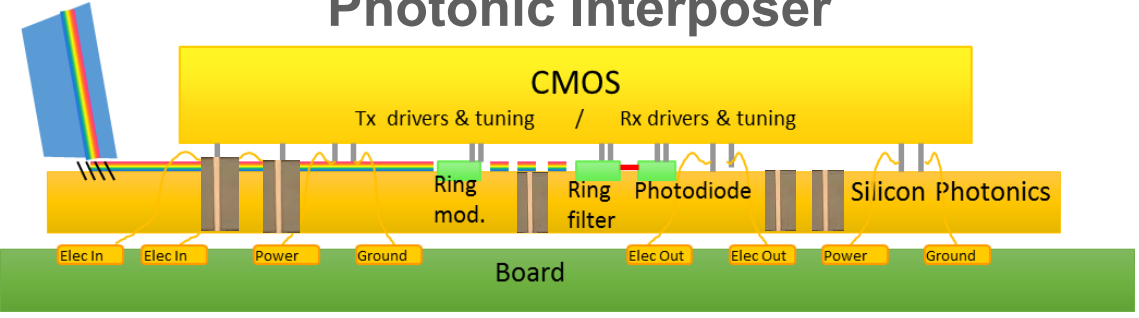 Photonic Interposer
CMOS
Tx drivers & tuning / Rx drivers & tuning
Ring mod.
Ring filter
Photodiode
Silicon Photonics
Elec In
Elec In
Power
Ground
Elec Out
Elec Out
Power
Ground
Board